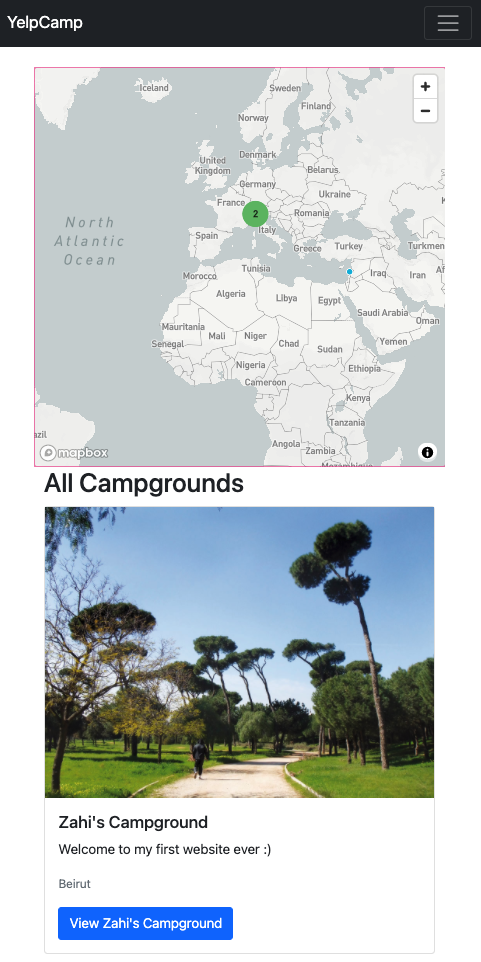 YelpCamp
+
−
Iceland
Sweden
Finland
Norway
Denmark
United
Kingdom
Belarus
Germany
Ukraine
France
2
Romania
Italy
Spain
Greece
Turkey
Turkmen
North
Atlantic
Ocean
Morocco
Tunisia
Iraq
Iran
Af
Algeria
Libya
Egypt
Saudi Arabia
Oman
Mauritania
Mali
Niger
Chad
Sudan
Yemen
Senegal
Nigeria
Ethiopia
Cameroon
Kenya
Tanzania
zil
Angola
Zambia
Mozambique
mapbox
i
All Campgrounds
Zahi's Campground
Welcome to my first website ever :)
Beirut
View Zahi's Campground